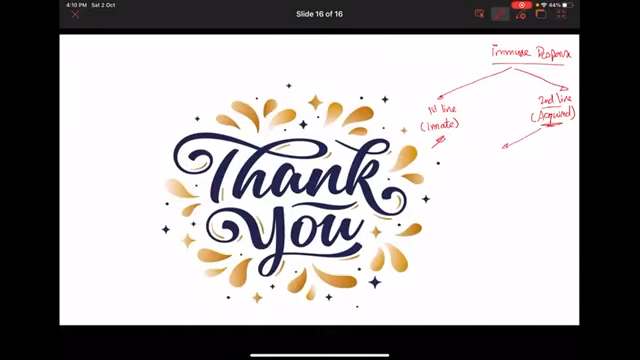 4:10 PM Sat 2 Oct
44%
Slide 16 of 16
Immune Response
1st line
(innate)
2nd line
(Acquired)
Thank
You